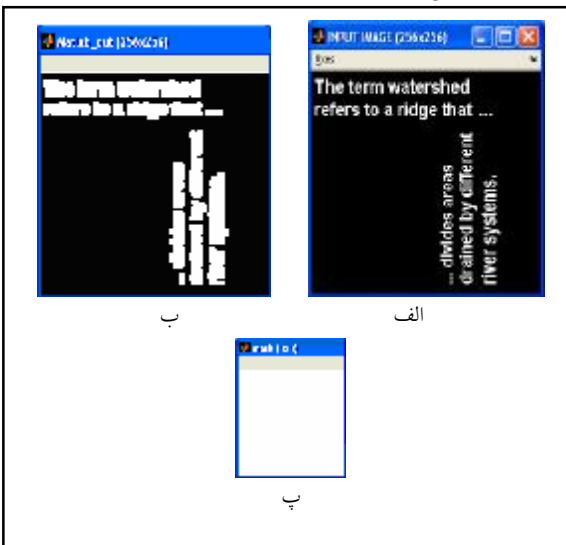 INPUT IMAGE (256x256)
The term watershed
refers to a ridge that ...
... divides areas
drained by different
river systems.
الف
(256x256)
The term watershed
refers to a ridge that ...
ب
پ